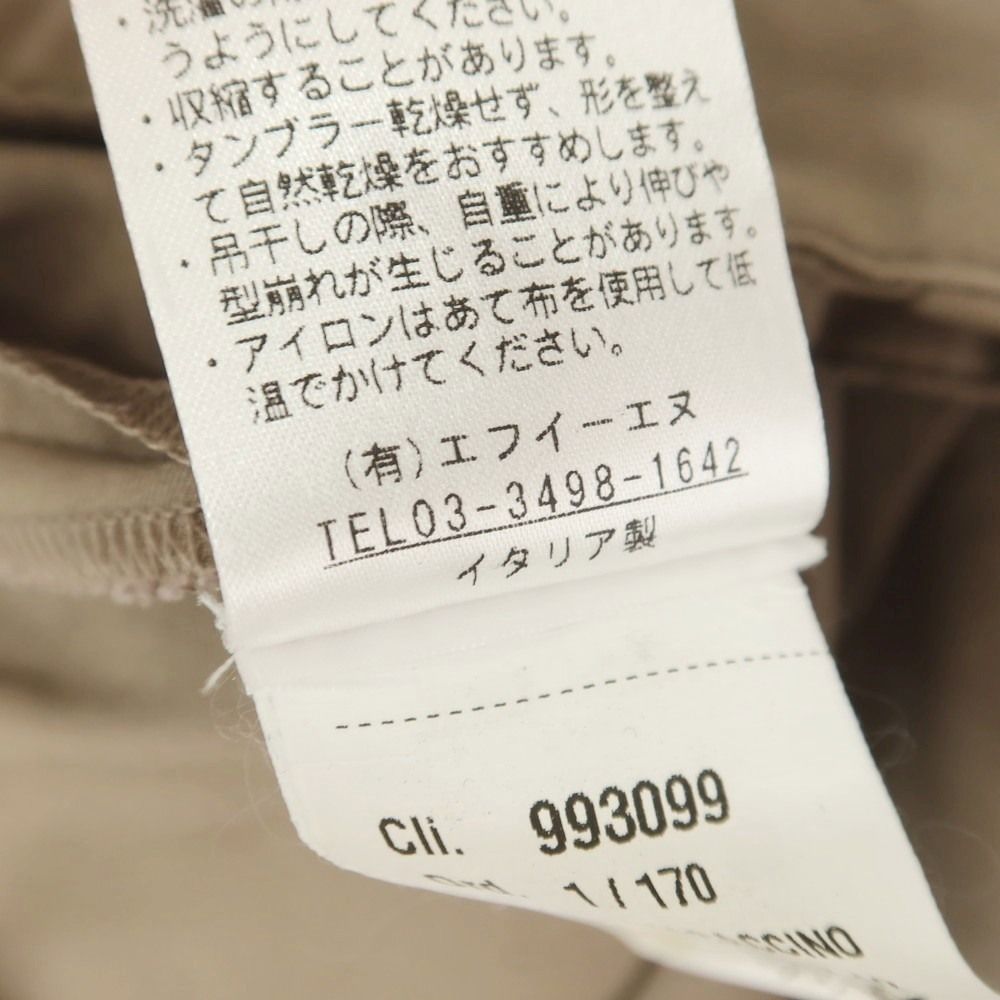 ・洗濯の際
うようにしてください。
・収縮することがあります。
・タンブラー乾燥せず、形を整え
て自然乾燥をおすすめします。
・吊干しの際、自重により伸びや
型崩れが生じることがあります。
・アイロンはあて布を使用して低
温でかけてください。
(有)エフイーエヌ
TEL03-3498-1642
イタリア製
Cli. 993099
1/170